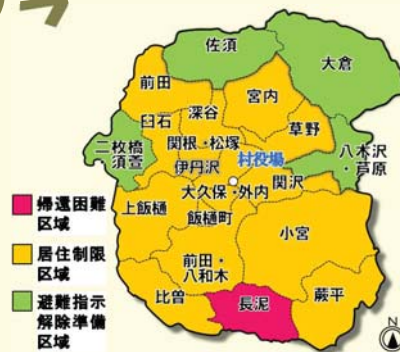 佐須
大倉
前田
宮内
深谷
臼石
草野
二枚橋
須萱
関根・松塚
村役場
八木沢
・芦原
伊丹沢
関沢
大久保・外内
上飯樋
飯樋町
小宮
前田・
八和木
比曽
長泥
蕨平
帰還困難
区域
居住制限
区域
避難指示
解除準備
区域
N